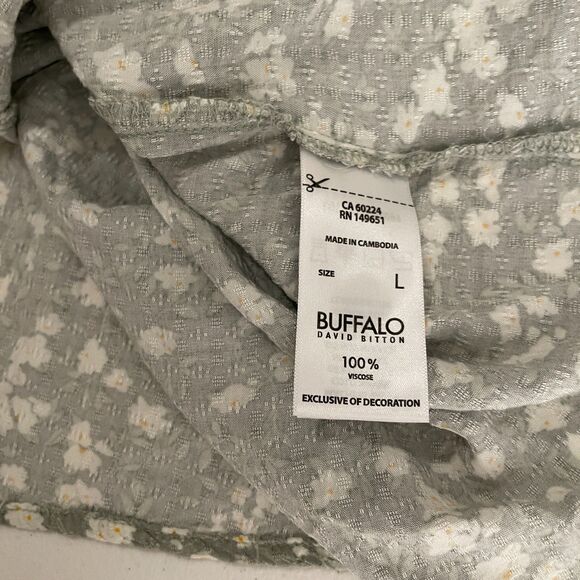 CA 60224
RN 149651
MADE IN CAMBODIA
SIZE L
BUFFALO
DAVID BITTON
100%
VISCOSE
EXCLUSIVE OF DECORATION